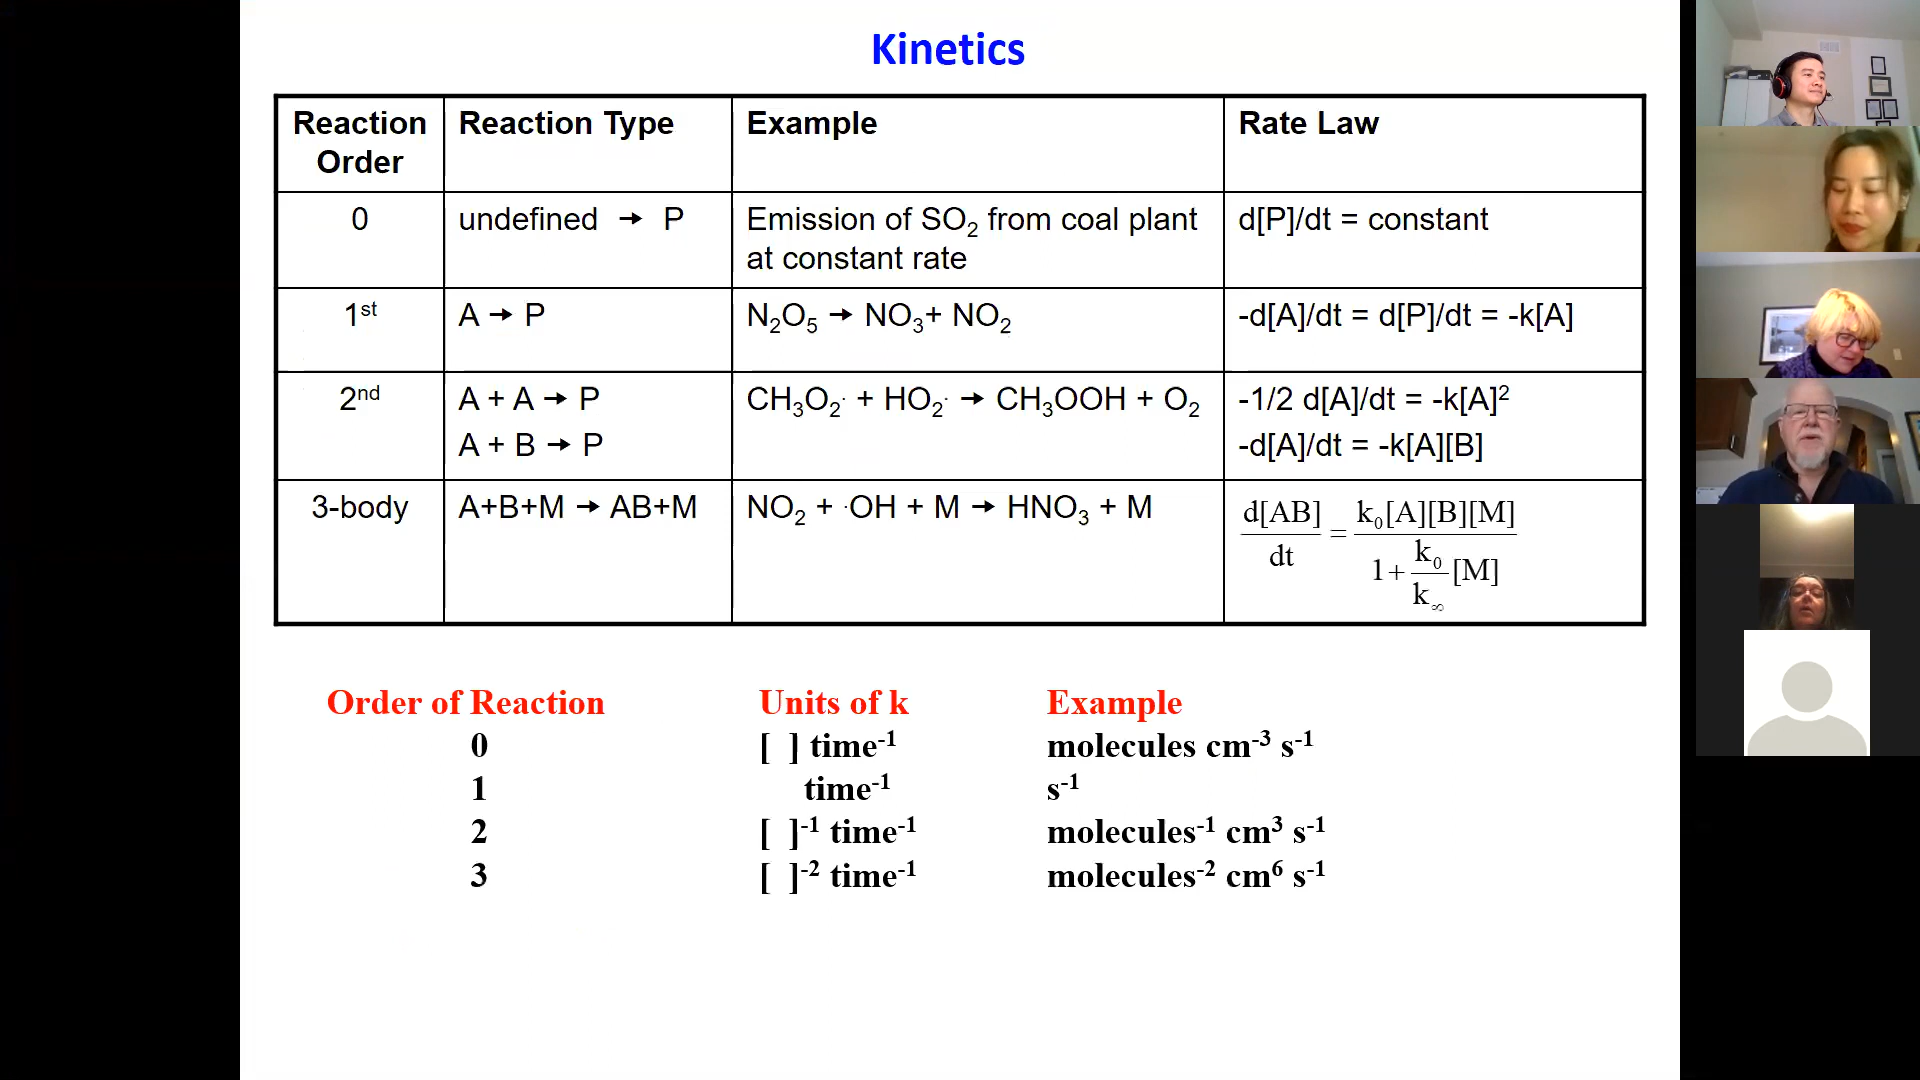 Kinetics
Reaction Order
Reaction Type
Example
Rate Law
0
undefined → P
Emission of SO₂ from coal plant
at constant rate
d[P]/dt = constant
1st
A → P
N₂O₅ → NO₃+ NO₂
-d[A]/dt = d[P]/dt = -k[A]
2nd
A + A → P
A + B → P
CH₃O₂· + HO₂· → CH₃OOH + O₂
-1/2 d[A]/dt = -k[A]²
-d[A]/dt = -k[A][B]
3-body
A+B+M → AB+M
NO₂ + ·OH + M → HNO₃ + M
d[AB]/dt = k₀[A][B][M] / (1+ k₀/k∞ [M])
Order of Reaction Units of k Example
0 [ ] time⁻¹ molecules cm⁻³ s⁻¹
1 time⁻¹ s⁻¹
2 [ ]⁻¹ time⁻¹ molecules⁻¹ cm³ s⁻¹
3 [ ]⁻² time⁻¹ molecules⁻² cm⁶ s⁻¹